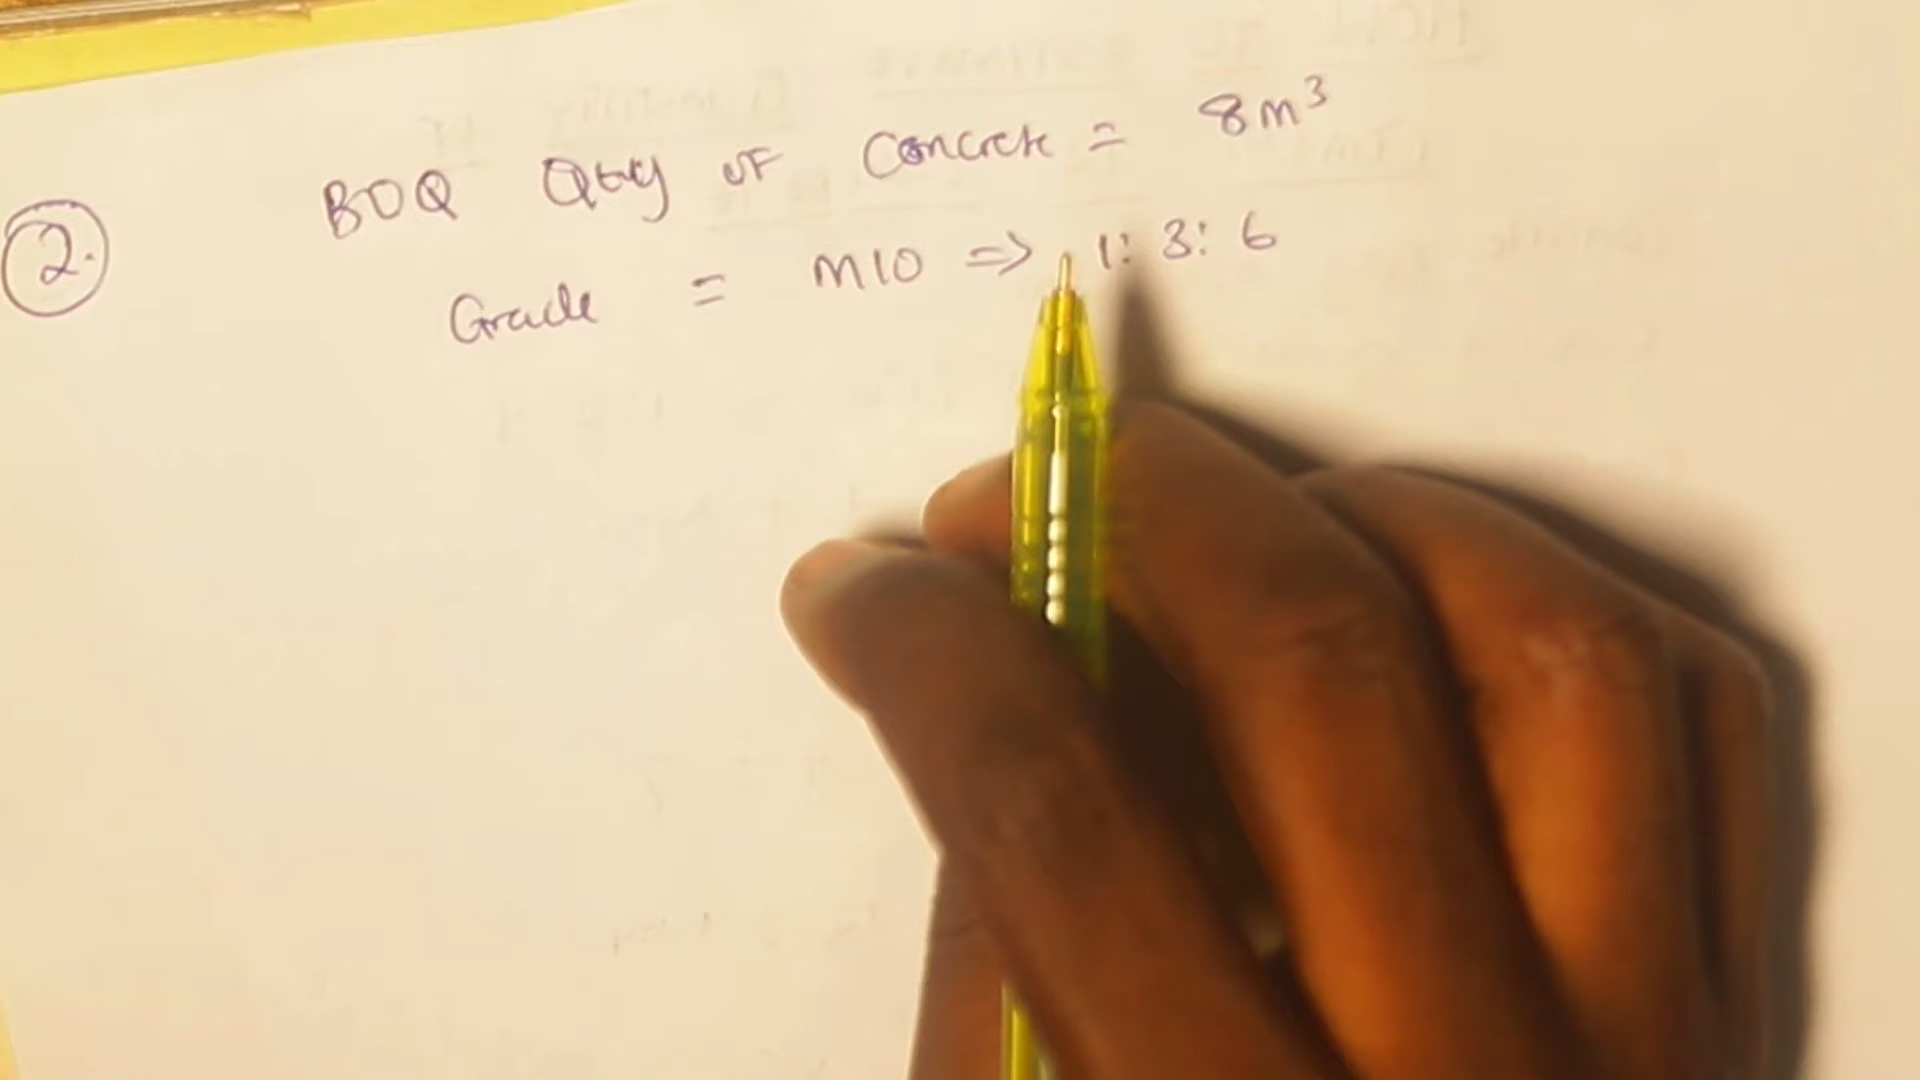 2. BOQ Qty of Concrete = 8m³
Grade = M10 => 1: 3: 6